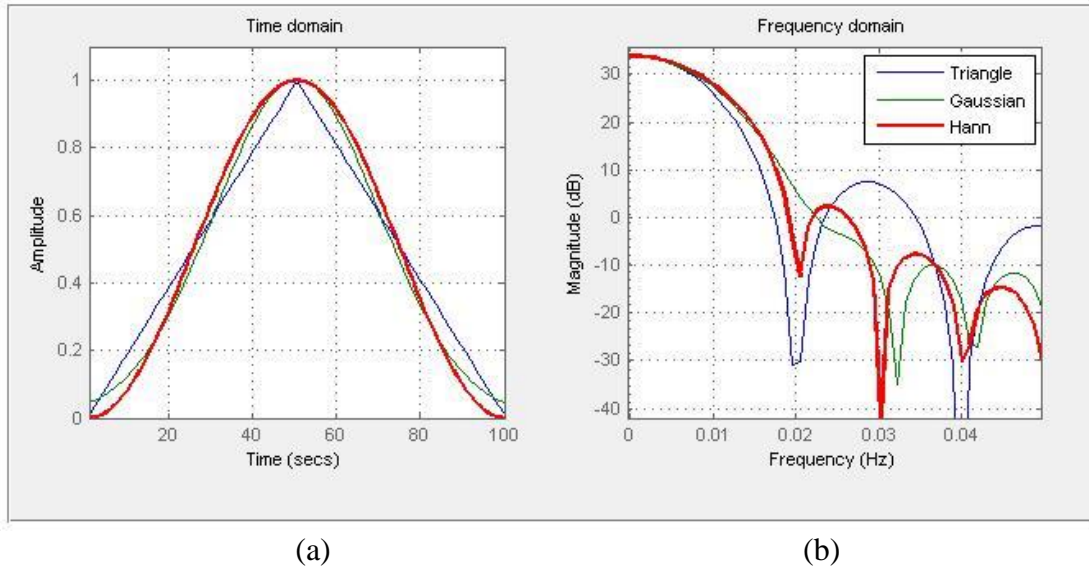 Time domain
Amplitude
1
0.8
0.6
0.4
0.2
0
20
40
60
80
100
Time (secs)
Frequency domain
Magnitude (dB)
30
20
10
0
-10
-20
-30
-40
0
0.01
0.02
0.03
0.04
Frequency (Hz)
Triangle
Gaussian
Hann
(a)
(b)